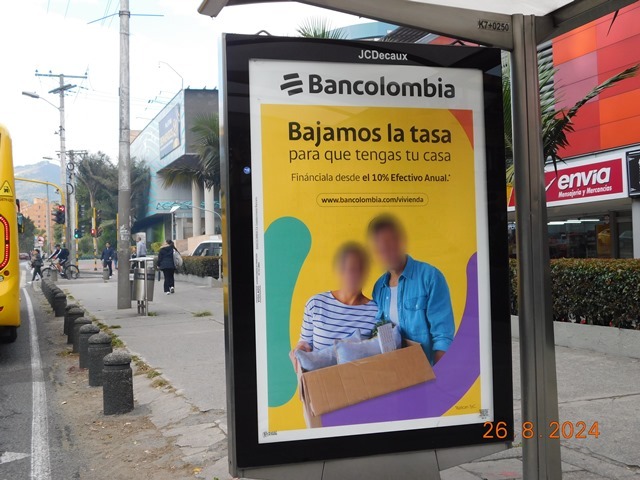 K7+0250
JCDecaux
Bancolombia
Bajamos la tasa
para que tengas tu casa
Finánciala desde el 10% Efectivo Anual.*
www.bancolombia.com/vivienda
envía
Mensajería y Mercancías
26 8 2024